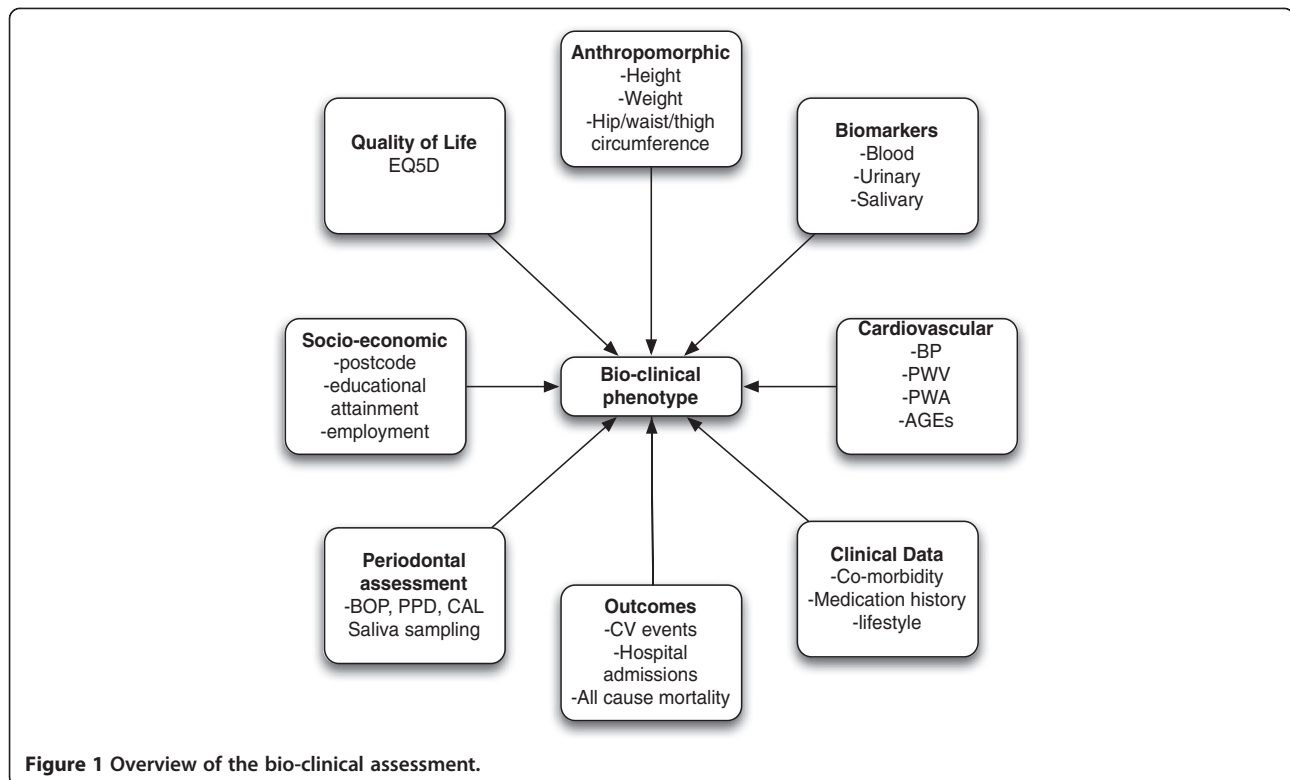 Anthropomorphic
-Height
-Weight
-Hip/waist/thigh
circumference
Quality of Life
EQ5D
Biomarkers
-Blood
-Urinary
-Salivary
Socio-economic
-postcode
-educational
attainment
-employment
Bio-clinical
phenotype
Cardiovascular
-BP
-PWV
-PWA
-AGEs
Periodontal
assessment
-BOP, PPD, CAL
Saliva sampling
Outcomes
-CV events
-Hospital
admissions
-All cause mortality
Clinical Data
-Co-morbidity
-Medication history
-lifestyle
Figure 1 Overview of the bio-clinical assessment.